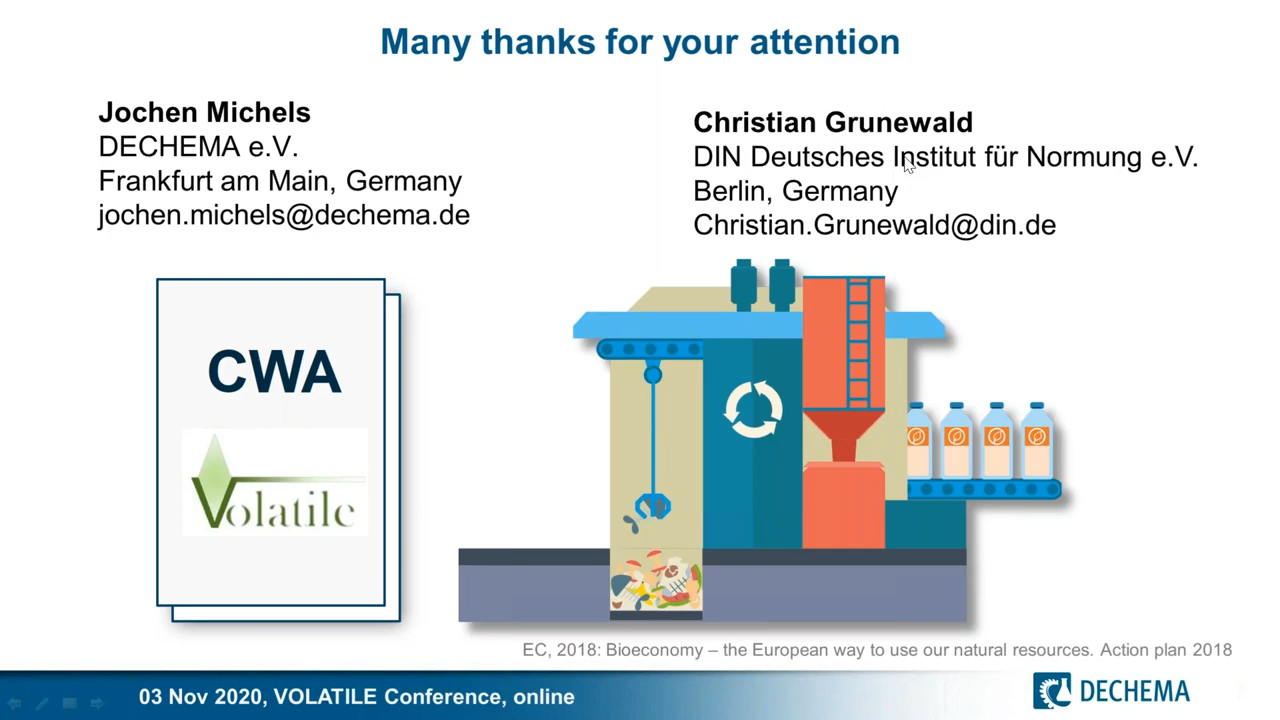 Many thanks for your attention
Jochen Michels
DECHEMA e.V.
Frankfurt am Main, Germany
jochen.michels@dechema.de
Christian Grunewald
DIN Deutsches Institut für Normung e.V.
Berlin, Germany
Christian.Grunewald@din.de
CWA
Volatile
EC, 2018: Bioeconomy – the European way to use our natural resources. Action plan 2018
03 Nov 2020, VOLATILE Conference, online
DECHEMA